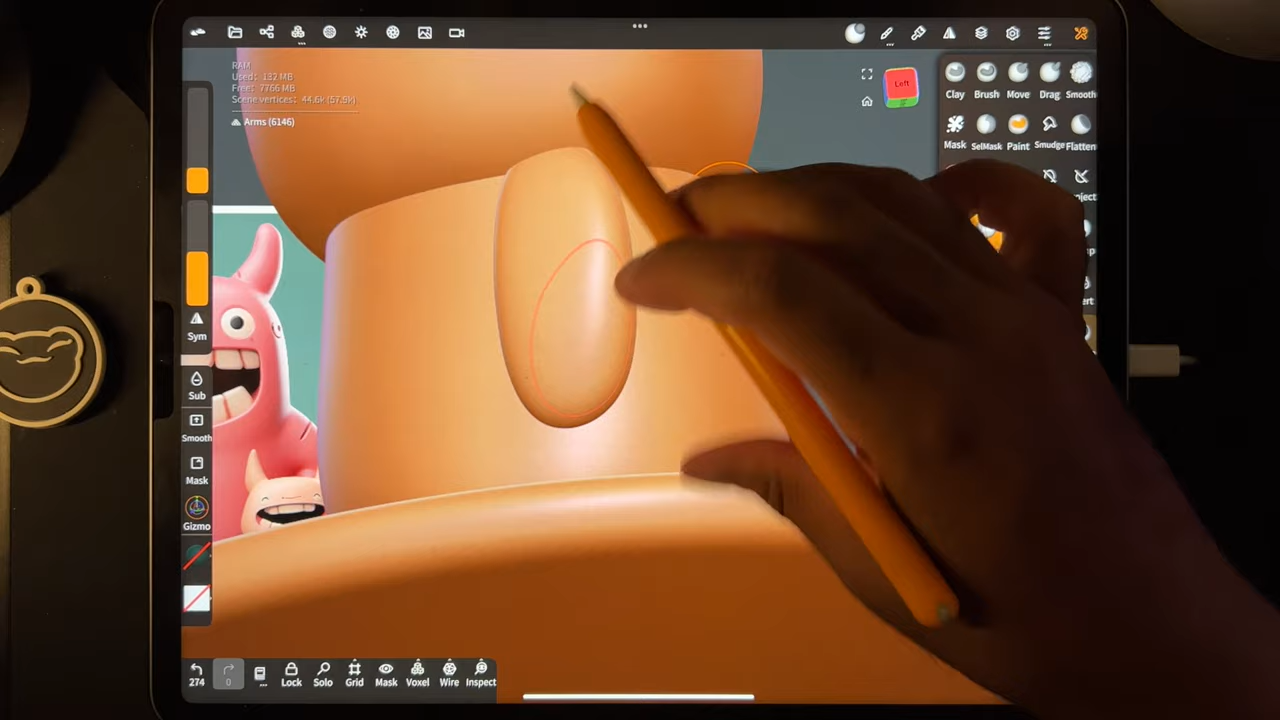 RAM
Used: 132 MB
Free: 7766 MB
Scene vertices: 44.6k (57.9k)
Arms (6146)
Left
Clay Brush Move Drag Smooth
Mask SelMask Paint Smudge Flatten
Sym
Sub
Smooth
Mask
Gizmo
274 0 Lock Solo Grid Mask Voxel Wire Inspect